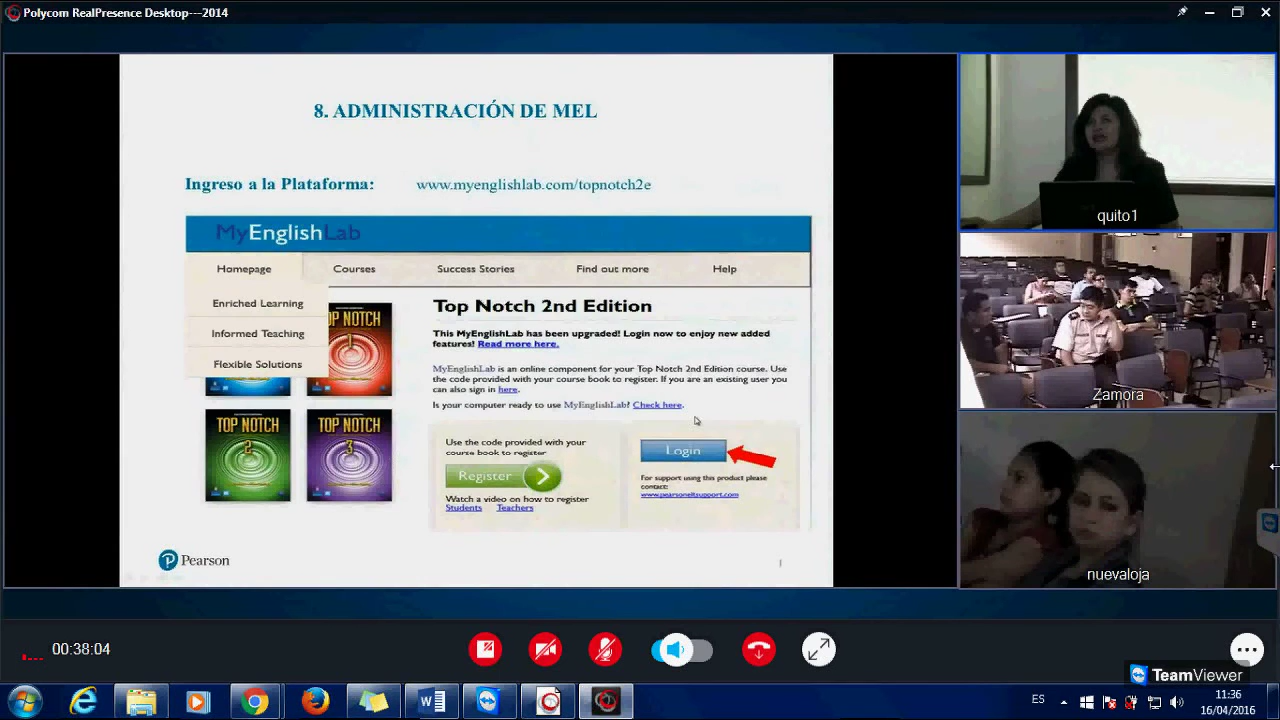 Polycom RealPresence Desktop---2014
8. ADMINISTRACIÓN DE MEL
Ingreso a la Plataforma: www.myenglishlab.com/topnotch2e
MyEnglishLab
Homepage Courses Success Stories Find out more Help
Enriched Learning
Informed Teaching
Flexible Solutions
TOP NOTCH
1
TOP NOTCH
2
TOP NOTCH
3
Top Notch 2nd Edition
This MyEnglishLab has been upgraded! Login now to enjoy new added
features! Read more here.
MyEnglishLab is an online component for your Top Notch 2nd Edition course. Use
the code provided with your course book to register. If you are an existing user you
can also sign in here.
Is your computer ready to use MyEnglishLab? Check here.
Use the code provided with your
course book to register
Register
Watch a video on how to register
Students Teachers
Login
For support using this product please
contact:
www.pearsoneltsupport.com
Pearson
1
quito1
Zamora
nuevaloja
00:38:04
TeamViewer
ES
11:36
16/04/2016